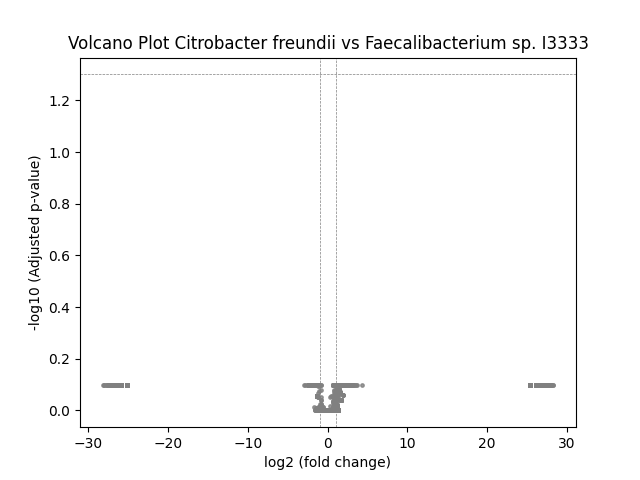 Volcano Plot Citrobacter freundii vs Faecalibacterium sp. I3333
-log10 (Adjusted p-value)
1.2
1.0
0.8
0.6
0.4
0.2
0.0
−30 −20 −10 0 10 20 30
log2 (fold change)